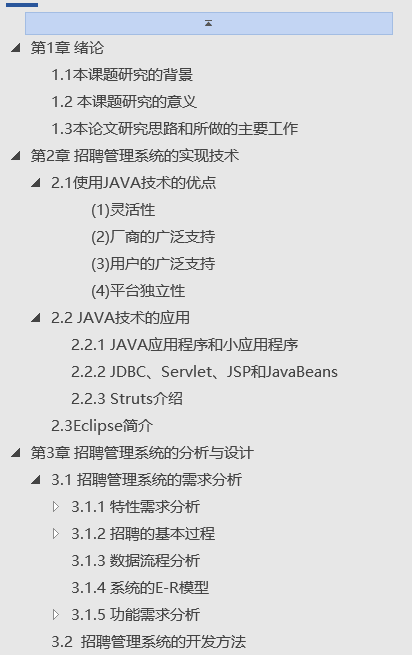 第1章 绪论
1.1本课题研究的背景
1.2 本课题研究的意义
1.3本论文研究思路和所做的主要工作
第2章 招聘管理系统的实现技术
2.1使用JAVA技术的优点
(1)灵活性
(2)厂商的广泛支持
(3)用户的广泛支持
(4)平台独立性
2.2 JAVA技术的应用
2.2.1 JAVA应用程序和小应用程序
2.2.2 JDBC、Servlet、JSP和JavaBeans
2.2.3 Struts介绍
2.3Eclipse简介
第3章 招聘管理系统的分析与设计
3.1 招聘管理系统的需求分析
3.1.1 特性需求分析
3.1.2 招聘的基本过程
3.1.3 数据流程分析
3.1.4 系统的E-R模型
3.1.5 功能需求分析
3.2 招聘管理系统的开发方法